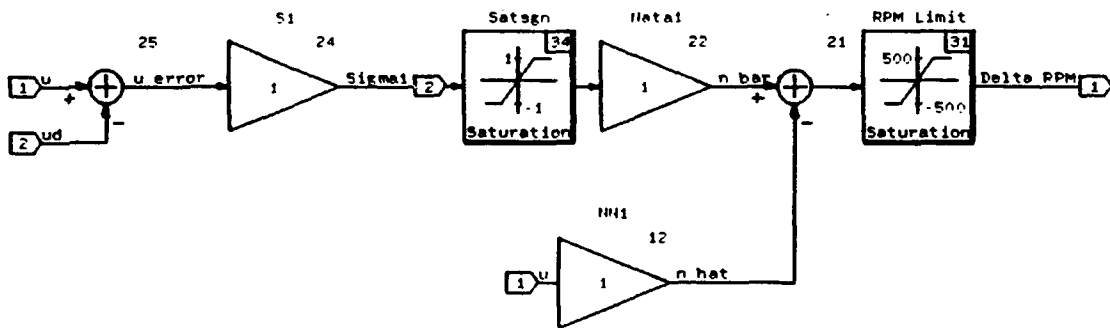 S1 Satsgn Nata1 RPM Limit
25 24 34 22 21 31
1 u + u error 1 Sigma1 2 1 -1 1 n bar + 500 -500 Delta RPM 1
2 ud - Saturation - Saturation
NN1
12
1 u 1 n hat